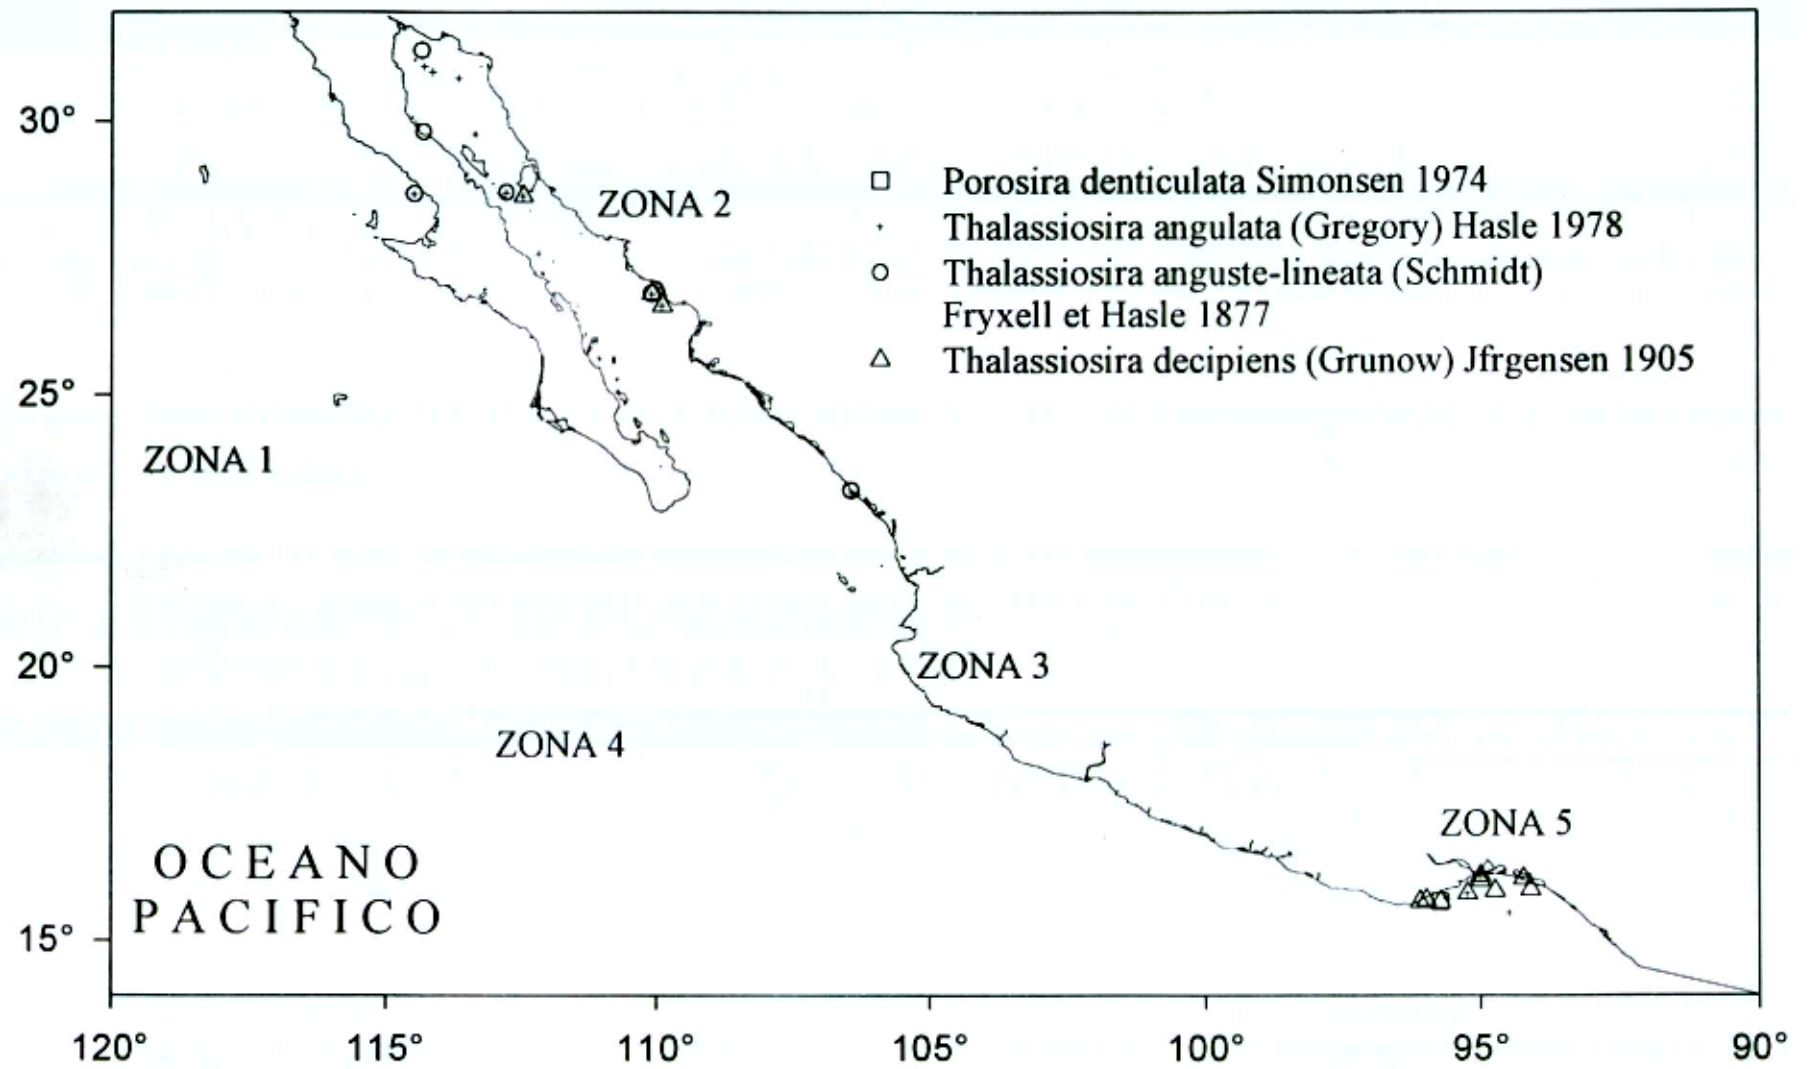 30°
25°
20°
15°
120°
115°
110°
105°
100°
95°
90°
ZONA 1
ZONA 2
ZONA 3
ZONA 4
ZONA 5
OCEANO
PACIFICO
Porosira denticulata Simonsen 1974
Thalassiosira angulata (Gregory) Hasle 1978
Thalassiosira anguste-lineata (Schmidt)
Fryxell et Hasle 1877
Thalassiosira decipiens (Grunow) Jfrgensen 1905